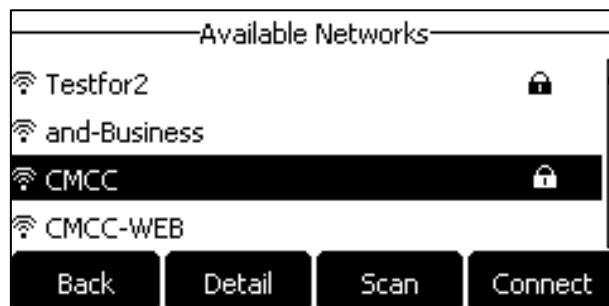 Available Networks
Testfor2
and-Business
CMCC
CMCC-WEB
Back Detail Scan Connect